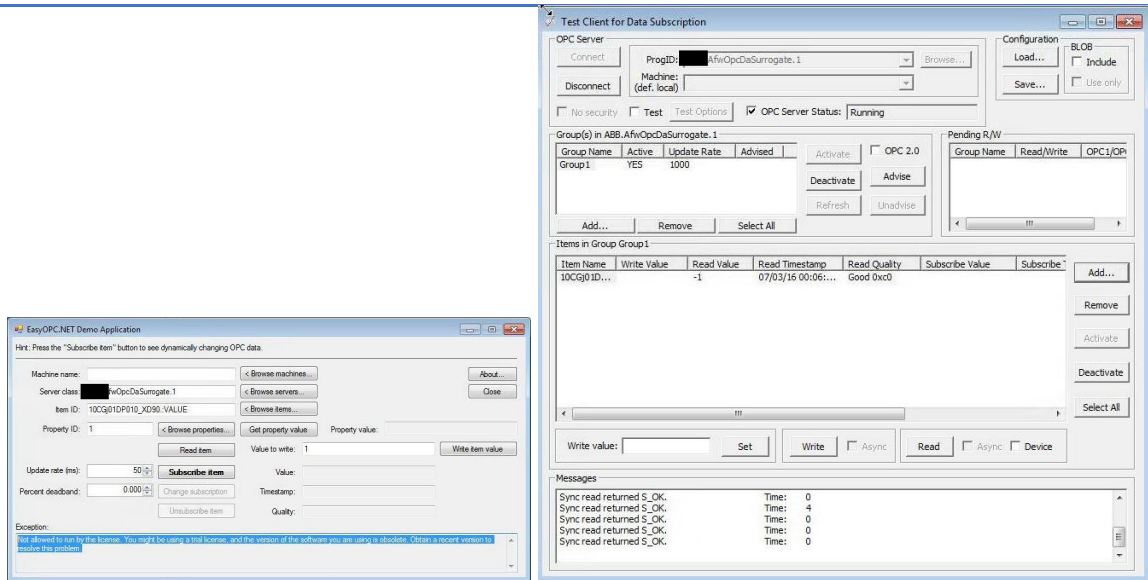 EasyOPC.NET Demo Application
Hint: Press the "Subscribe item" button to see dynamically changing OPC data.
Machine name: < Browse machines... About...
Server class: fwOpcDaSurrogate.1 < Browse servers... Close
Item ID: 10CGj01DP010_XD90::VALUE < Browse items...
Property ID: 1 < Browse properties... Get property value Property value:
Read item Value to write: 1 Write item value
Update rate (ms): 50 Subscribe item Value:
Percent deadband: 0.000 Change subscription Timestamp:
Unsubscribe item Quality:
Exception:
Not allowed to run by the license. You might be using a trial license, and the version of the software you are using is obsolete. Obtain a recent version to
resolve this problem.
Test Client for Data Subscription
OPC Server
Connect ProgID: AfwOpcDaSurrogate.1 Browse...
Disconnect Machine:
(def. local)
No security Test Test Options OPC Server Status: Running
Configuration
Load...
Save...
BLOB
Include
Use only
Group(s) in ABB.AfwOpcDaSurrogate.1
Group Name Active Update Rate Advised
Group1 YES 1000
Activate OPC 2.0
Deactivate Advise
Refresh Unadvise
Add... Remove Select All
Pending R/W
Group Name Read/Write OPC1/OP
Items in Group Group1
Item Name Write Value Read Value Read Timestamp Read Quality Subscribe Value Subscribe
10CGj01D... -1 07/03/16 00:06:... Good 0xc0
Add...
Remove
Activate
Deactivate
Select All
Write value: Set Write Async Read Async Device
Messages
Sync read returned S_OK. Time: 0
Sync read returned S_OK. Time: 4
Sync read returned S_OK. Time: 0
Sync read returned S_OK. Time: 0
Sync read returned S_OK. Time: 0